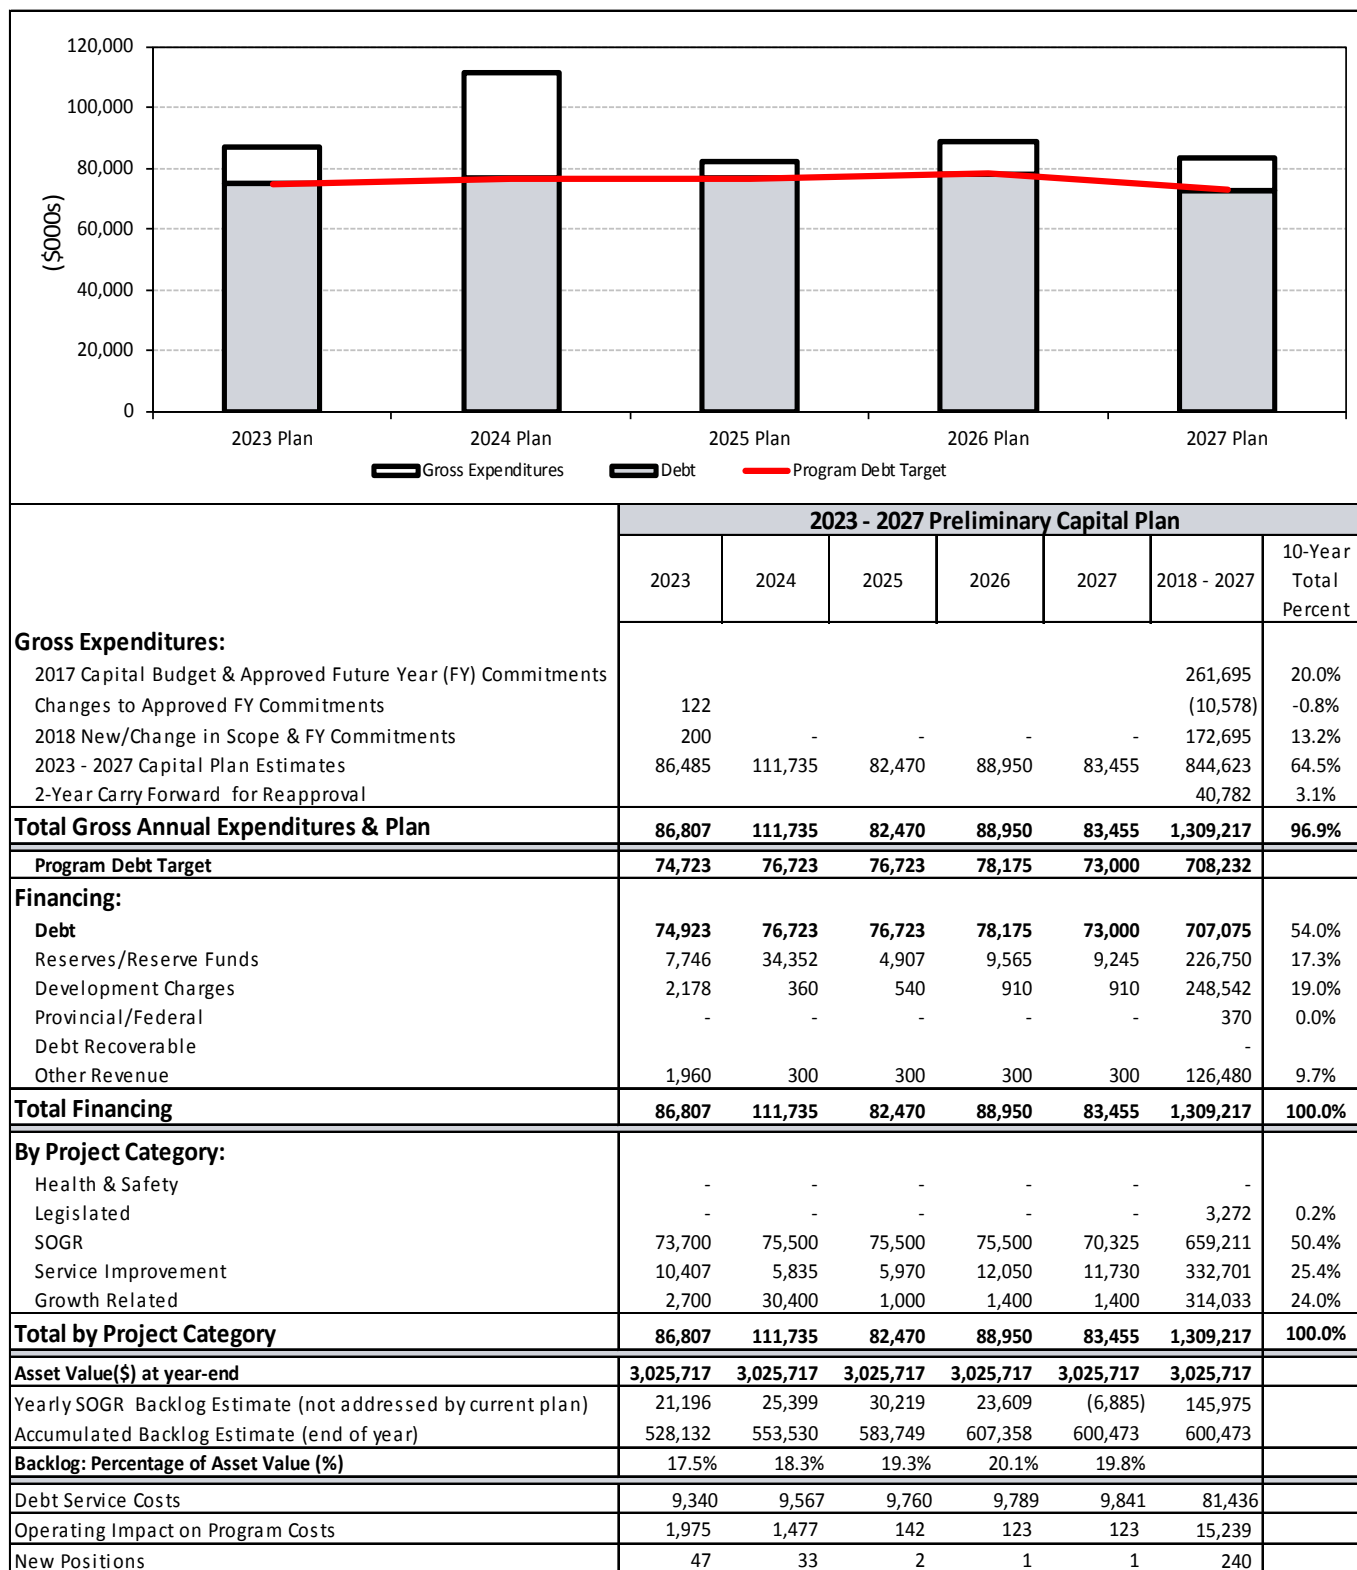 120,000
100,000
80,000
60,000
40,000
20,000
0
($000s)
2023 Plan 2024 Plan 2025 Plan 2026 Plan 2027 Plan
Gross Expenditures Debt Program Debt Target
2023 - 2027 Preliminary Capital Plan
2023 2024 2025 2026 2027 2018 - 2027 10-Year Total Percent
Gross Expenditures:
2017 Capital Budget & Approved Future Year (FY) Commitments 261,695 20.0%
Changes to Approved FY Commitments 122 (10,578) -0.8%
2018 New/Change in Scope & FY Commitments 200 - - - - 172,695 13.2%
2023 - 2027 Capital Plan Estimates 86,485 111,735 82,470 88,950 83,455 844,623 64.5%
2-Year Carry Forward for Reapproval 40,782 3.1%
Total Gross Annual Expenditures & Plan 86,807 111,735 82,470 88,950 83,455 1,309,217 96.9%
Program Debt Target 74,723 76,723 76,723 78,175 73,000 708,232
Financing:
Debt 74,923 76,723 76,723 78,175 73,000 707,075 54.0%
Reserves/Reserve Funds 7,746 34,352 4,907 9,565 9,245 226,750 17.3%
Development Charges 2,178 360 540 910 910 248,542 19.0%
Provincial/Federal - - - - - 370 0.0%
Debt Recoverable -
Other Revenue 1,960 300 300 300 300 126,480 9.7%
Total Financing 86,807 111,735 82,470 88,950 83,455 1,309,217 100.0%
By Project Category:
Health & Safety - - - - - -
Legislated - - - - - 3,272 0.2%
SOGR 73,700 75,500 75,500 75,500 70,325 659,211 50.4%
Service Improvement 10,407 5,835 5,970 12,050 11,730 332,701 25.4%
Growth Related 2,700 30,400 1,000 1,400 1,400 314,033 24.0%
Total by Project Category 86,807 111,735 82,470 88,950 83,455 1,309,217 100.0%
Asset Value($) at year-end 3,025,717 3,025,717 3,025,717 3,025,717 3,025,717 3,025,717
Yearly SOGR Backlog Estimate (not addressed by current plan) 21,196 25,399 30,219 23,609 (6,885) 145,975
Accumulated Backlog Estimate (end of year) 528,132 553,530 583,749 607,358 600,473 600,473
Backlog: Percentage of Asset Value (%) 17.5% 18.3% 19.3% 20.1% 19.8%
Debt Service Costs 9,340 9,567 9,760 9,789 9,841 81,436
Operating Impact on Program Costs 1,975 1,477 142 123 123 15,239
New Positions 47 33 2 1 1 240